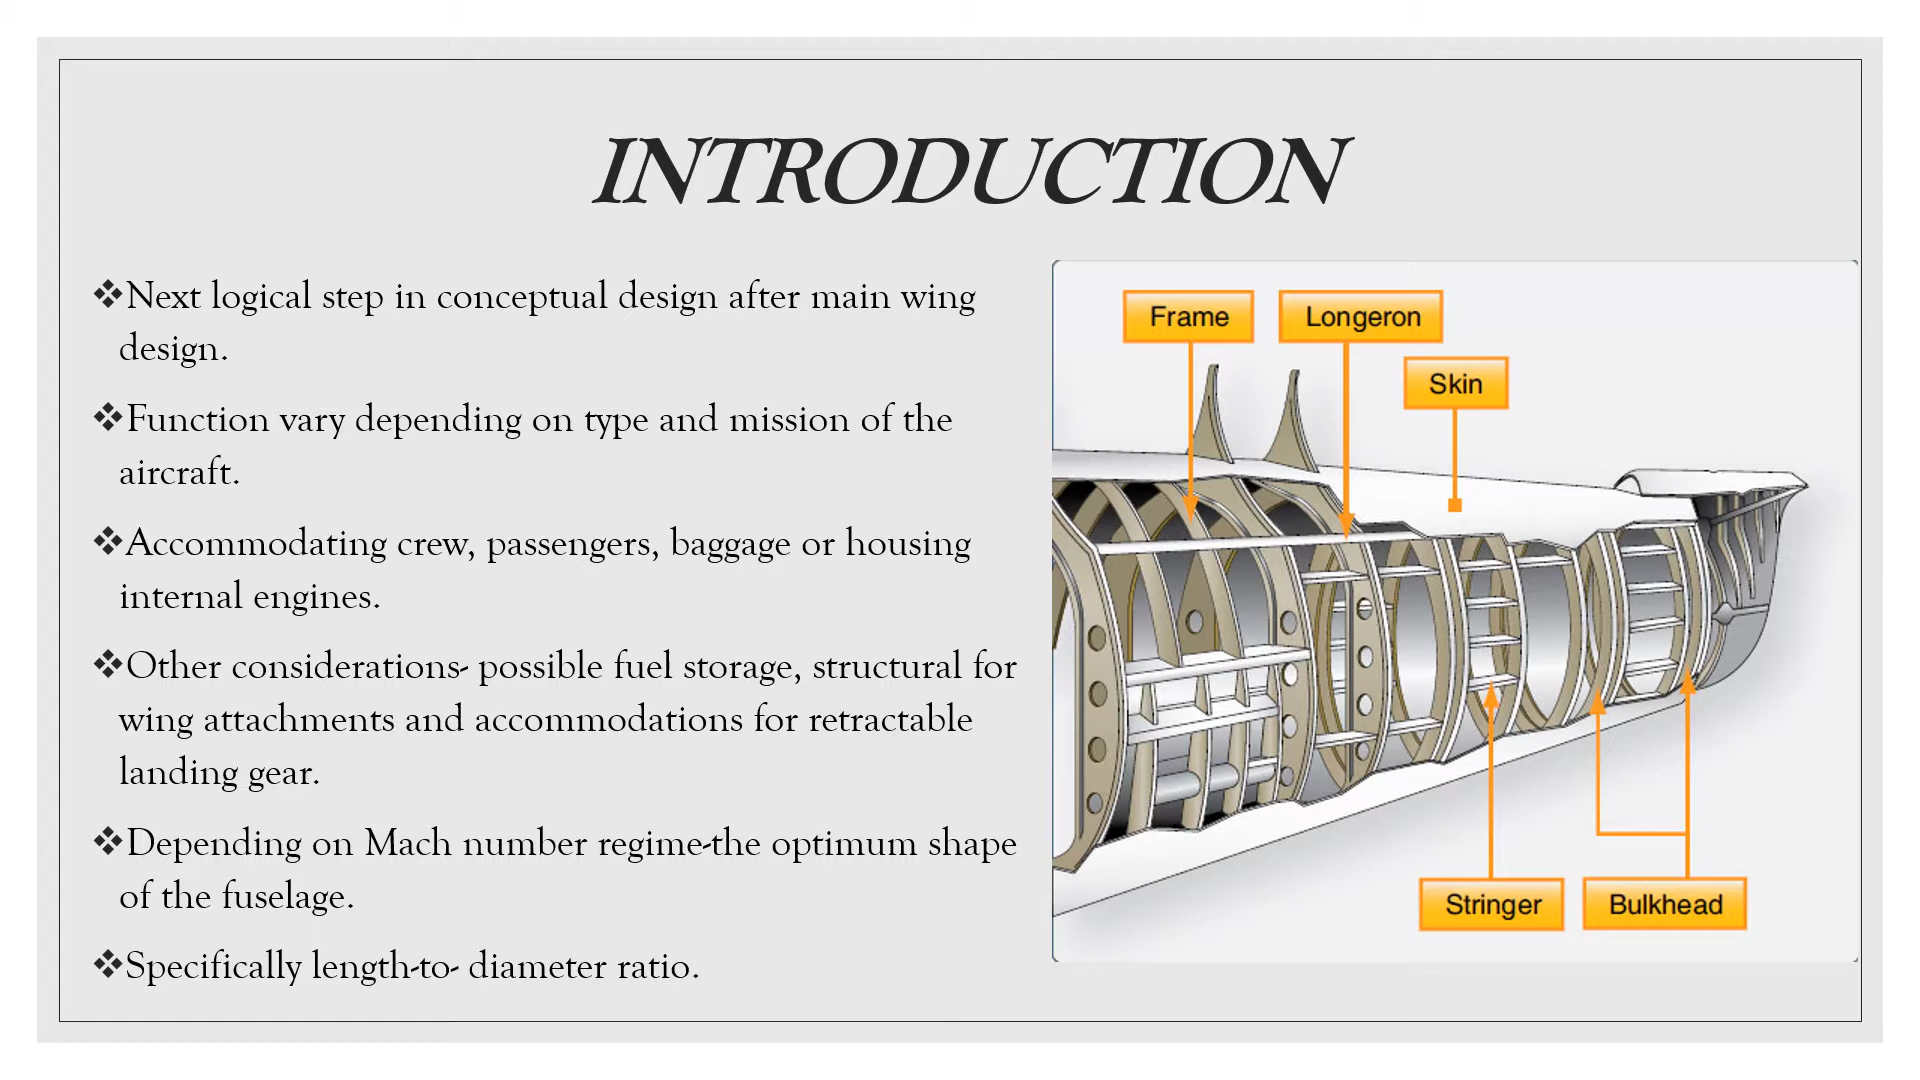 INTRODUCTION
❖Next logical step in conceptual design after main wing
design.
❖Function vary depending on type and mission of the
aircraft.
❖Accommodating crew, passengers, baggage or housing
internal engines.
❖Other considerations- possible fuel storage, structural for
wing attachments and accommodations for retractable
landing gear.
❖Depending on Mach number regime-the optimum shape
of the fuselage.
❖Specifically length-to- diameter ratio.
Frame
Longeron
Skin
Stringer
Bulkhead